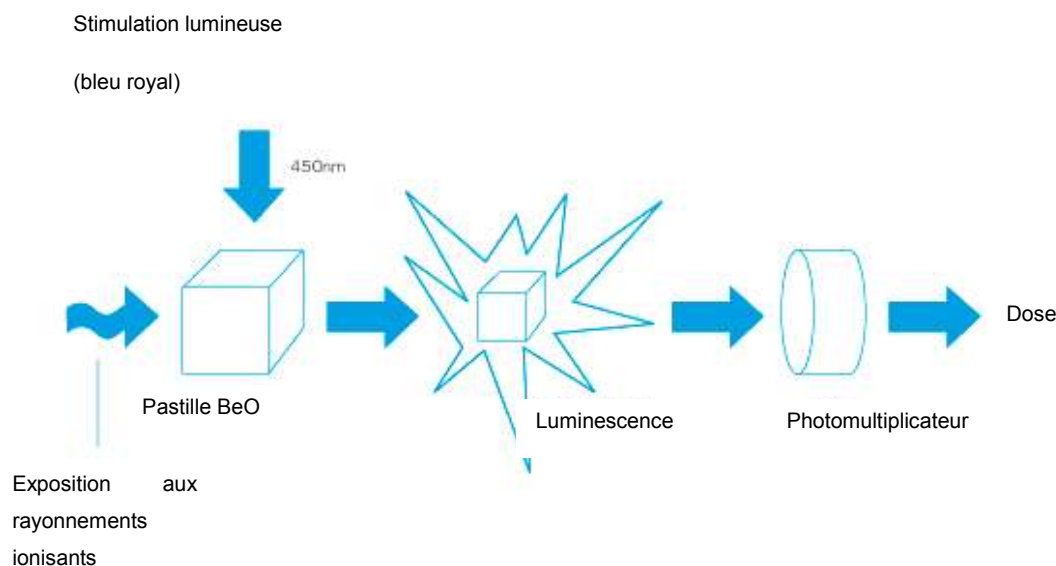 Stimulation lumineuse
(bleu royal)
450nm
Dose
Pastille BeO
Luminescence
Photomultiplicateur
Exposition aux
rayonnements
ionisants